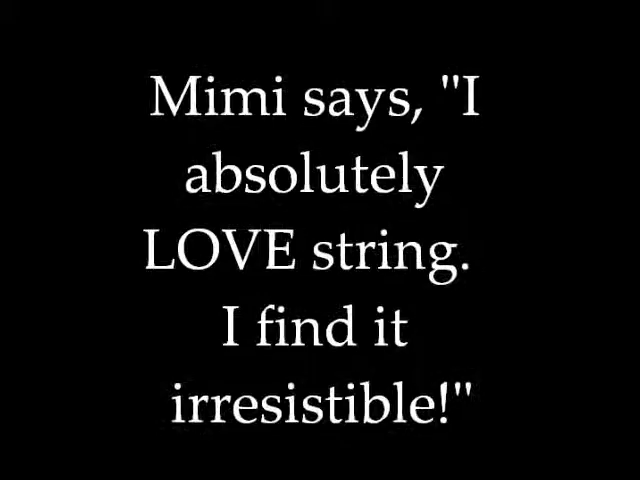 Mimi says, "I
absolutely
LOVE string.
I find it
irresistible!"